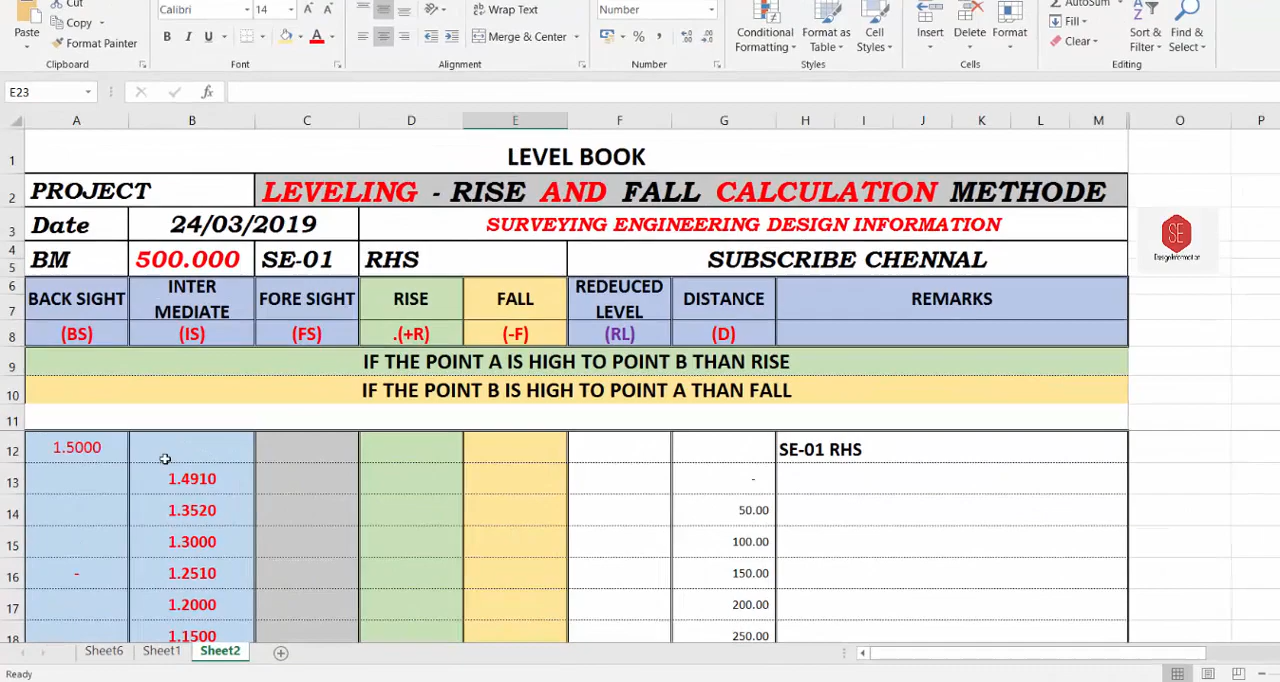 Cut
Calibri 14 A A Wrap Text Number AutoSum
Paste Copy Conditional Format as Cell Insert Delete Format Fill Sort & Find &
Format Painter B I U A Merge & Center % , Formatting Table Styles Clear Filter Select
Clipboard Font Alignment Number Styles Cells Editing
E23 fx
A B C D E F G H I J K L M O P
1 LEVEL BOOK
2 PROJECT LEVELING - RISE AND FALL CALCULATION METHODE
3 Date 24/03/2019 SURVEYING ENGINEERING DESIGN INFORMATION
SE
DesignInformation
4
5 BM 500.000 SE-01 RHS SUBSCRIBE CHENNAL
6 INTER REDEUCED
7 BACK SIGHT MEDIATE FORE SIGHT RISE FALL LEVEL DISTANCE REMARKS
8 (BS) (IS) (FS) .(+R) (-F) (RL) (D)
9 IF THE POINT A IS HIGH TO POINT B THAN RISE
10 IF THE POINT B IS HIGH TO POINT A THAN FALL
11
12 1.5000 SE-01 RHS
13 1.4910 -
14 1.3520 50.00
15 1.3000 100.00
16 - 1.2510 150.00
17 1.2000 200.00
18 1.1500 250.00
Sheet6 Sheet1 Sheet2
Ready